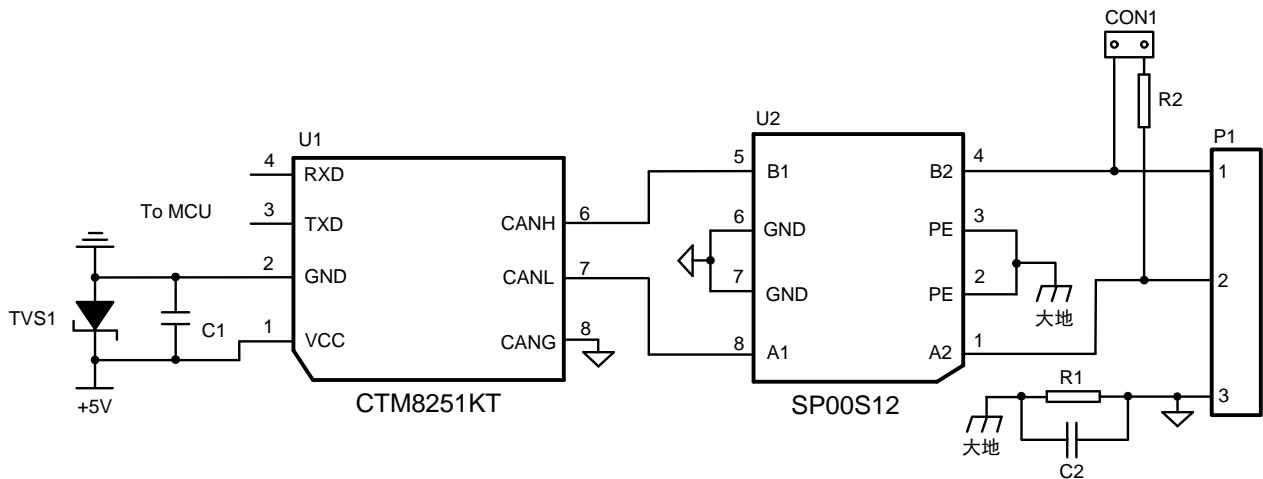 CON1
R2
U1
U2
P1
4
RXD
5
B1
B2
4
1
To MCU
3
TXD
CANH
6
6
GND
PE
3
2
GND
CANL
7
7
GND
PE
2
2
大地
TVS1
C1
1
VCC
CANG
8
8
A1
A2
1
+5V
CTM8251KT
SP00S12
R1
3
大地
C2